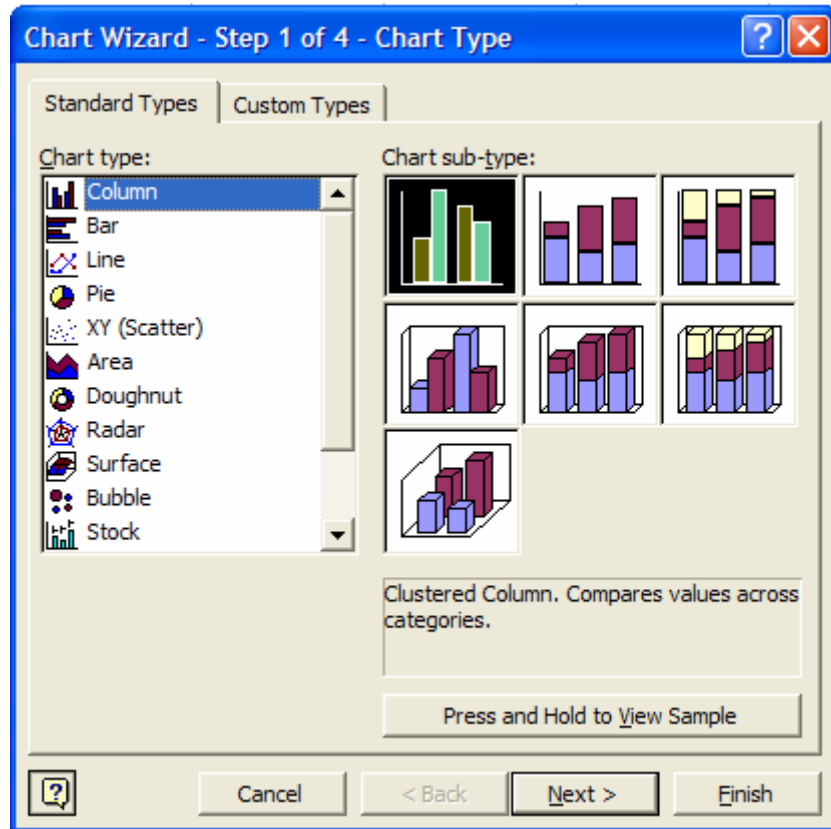 Chart Wizard - Step 1 of 4 - Chart Type
Standard Types
Custom Types
Chart type:
Chart sub-type:
Column
Bar
Line
Pie
XY (Scatter)
Area
Doughnut
Radar
Surface
Bubble
Stock
Clustered Column. Compares values across
categories.
Press and Hold to View Sample
Cancel
< Back
Next >
Finish